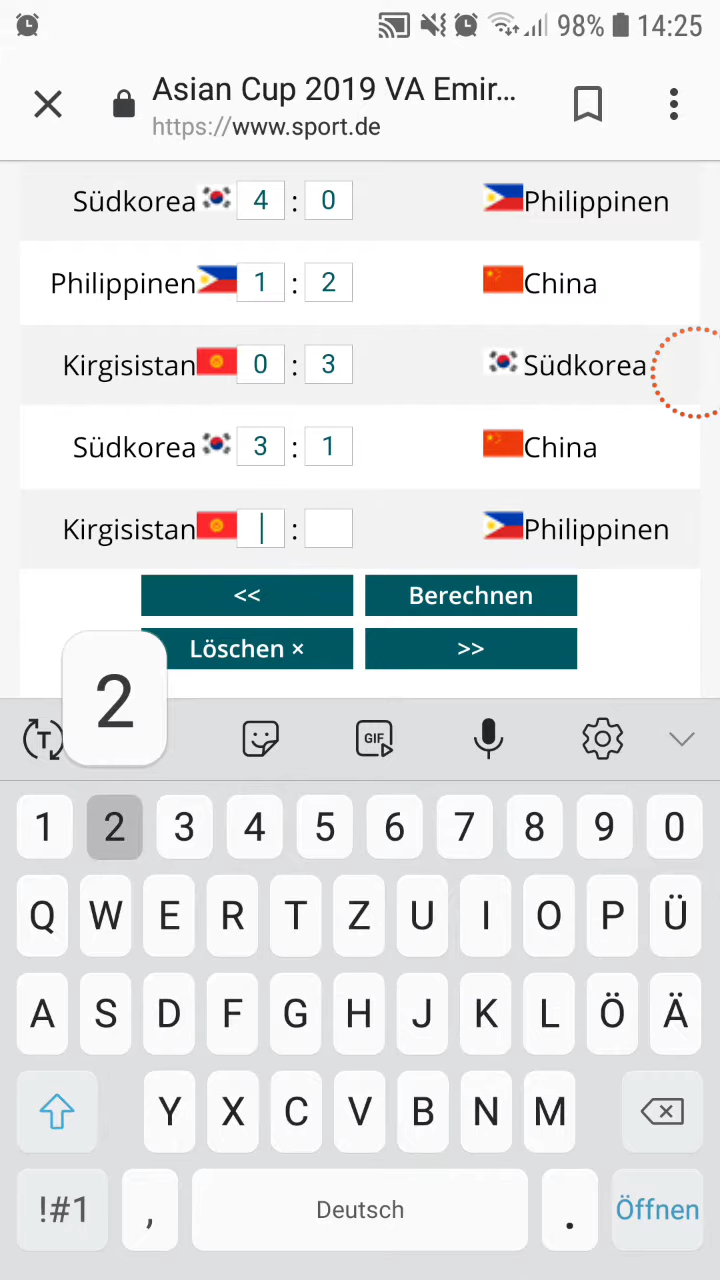 98% 14:25
Asian Cup 2019 VA Emir...
https://www.sport.de
Südkorea 4 : 0 Philippinen
Philippinen 1 : 2 China
Kirgisistan 0 : 3 Südkorea
Südkorea 3 : 1 China
Kirgisistan : Philippinen
<< Berechnen
Löschen × >>
2
T GIF
1 2 3 4 5 6 7 8 9 0
Q W E R T Z U I O P Ü
A S D F G H J K L Ö Ä
Y X C V B N M
!#1 , Deutsch . Öffnen